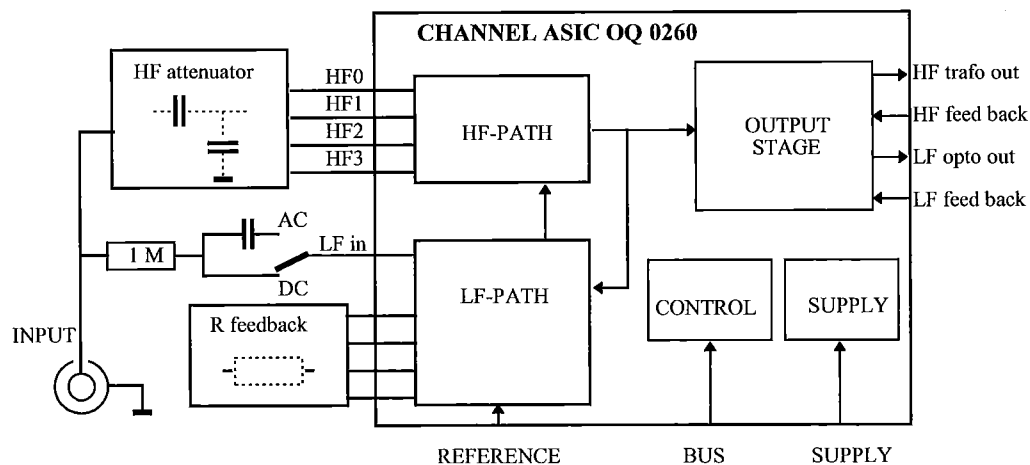 CHANNEL ASIC OQ 0260
HF attenuator
HF0
HF1
HF2
HF3
HF-PATH
OUTPUT
STAGE
HF trafo out
HF feed back
LF opto out
LF feed back
AC
1 M
LF in
DC
LF-PATH
CONTROL
SUPPLY
INPUT
R feedback
REFERENCE
BUS
SUPPLY